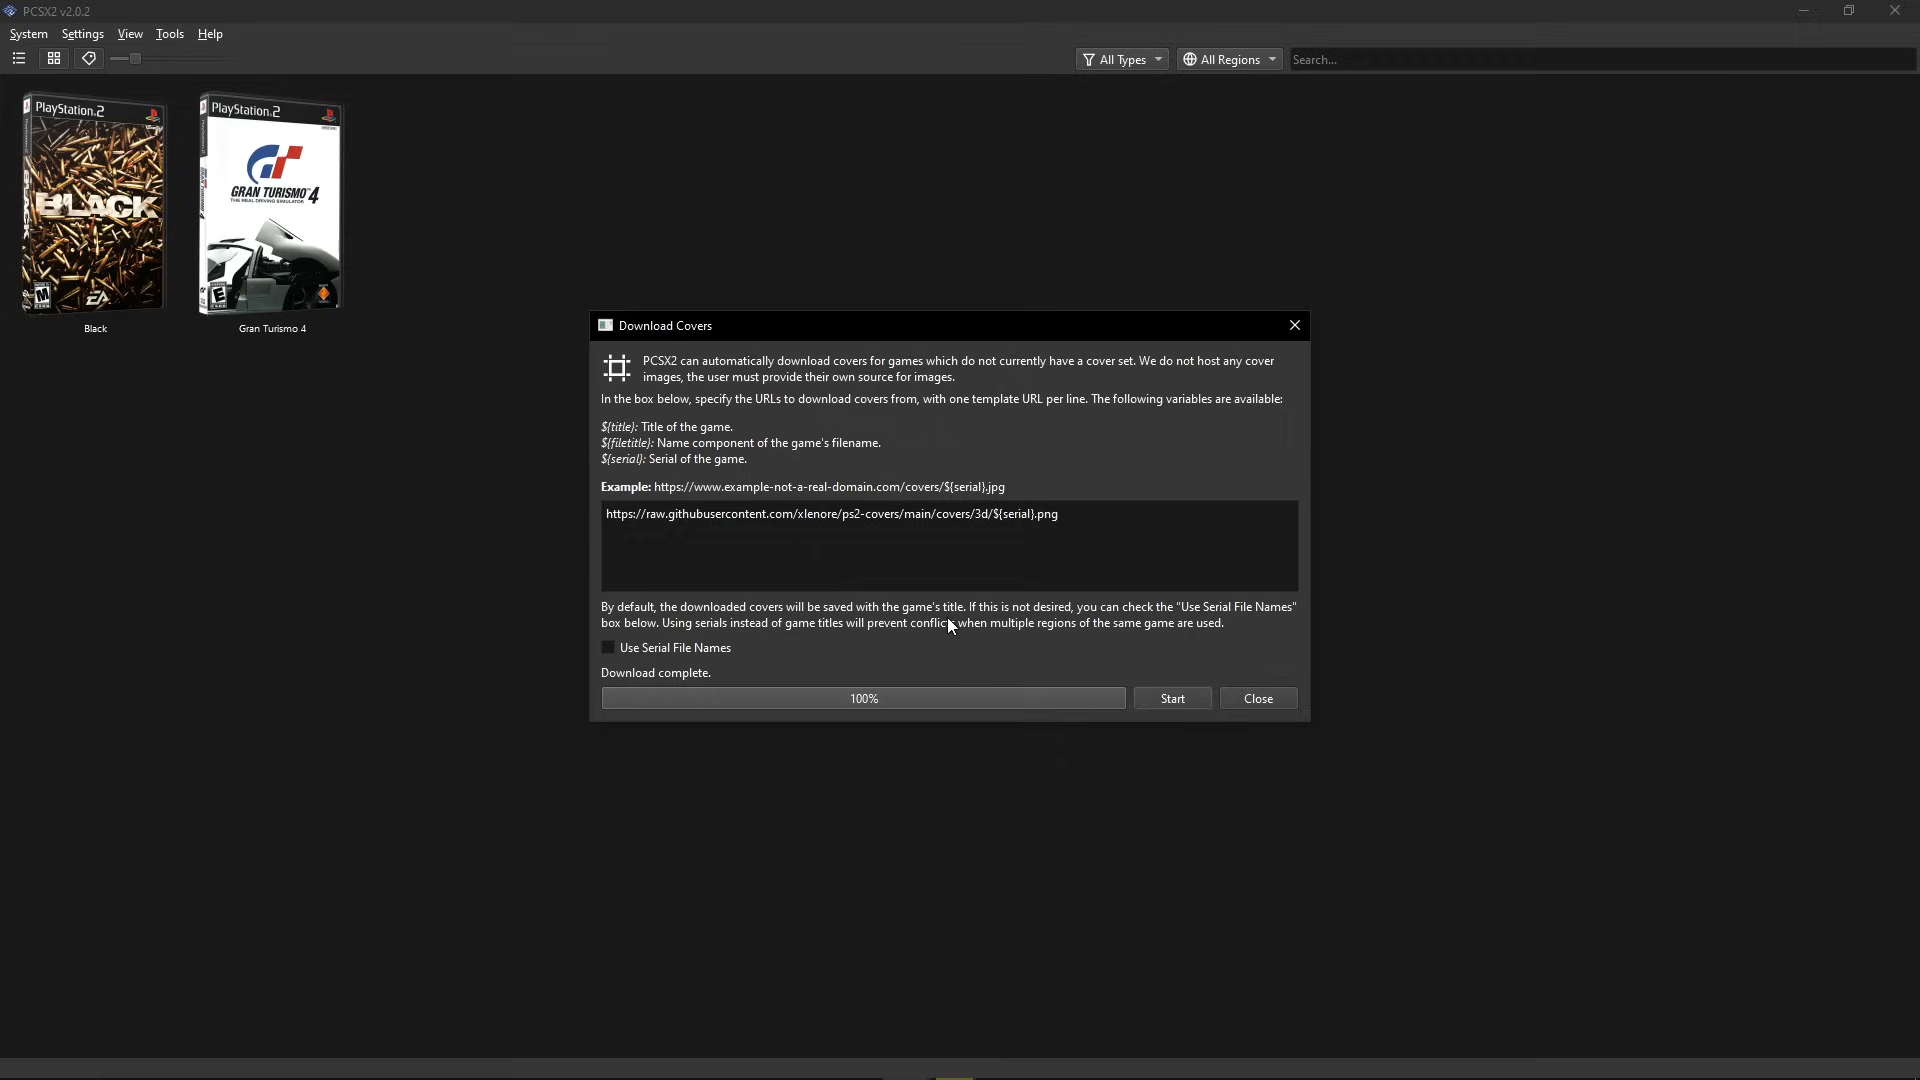 PCSX2 v2.0.2
System Settings View Tools Help
All Types All Regions Search...
PlayStation.2
BLACK
BLACK
EA
Black
PlayStation.2
GRAN TURISMO 4
THE REAL DRIVING SIMULATOR
Gran Turismo 4
Download Covers
PCSX2 can automatically download covers for games which do not currently have a cover set. We do not host any cover
images, the user must provide their own source for images.
In the box below, specify the URLs to download covers from, with one template URL per line. The following variables are available:
${title}: Title of the game.
${filetitle}: Name component of the game's filename.
${serial}: Serial of the game.
Example: https://www.example-not-a-real-domain.com/covers/${serial}.jpg
https://raw.githubusercontent.com/xlenore/ps2-covers/main/covers/3d/${serial}.png
By default, the downloaded covers will be saved with the game's title. If this is not desired, you can check the "Use Serial File Names"
box below. Using serials instead of game titles will prevent conflicts when multiple regions of the same game are used.
Use Serial File Names
Download complete.
100% Start Close